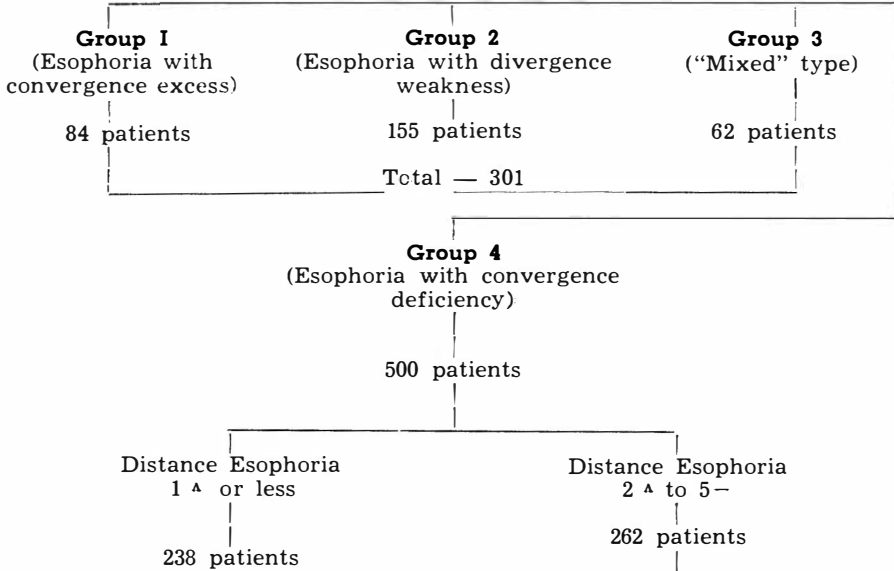 Group I
(Esophoria with
convergence excess)
84 patients
Group 2
(Esophoria with divergence
weakness)
155 patients
Group 3
("Mixed" type)
62 patients
Total — 301
Group 4
(Esophoria with convergence
deficiency)
500 patients
Distance Esophoria
1 ᐞ or less
238 patients
Distance Esophoria
2 ᐞ to 5–
262 patients